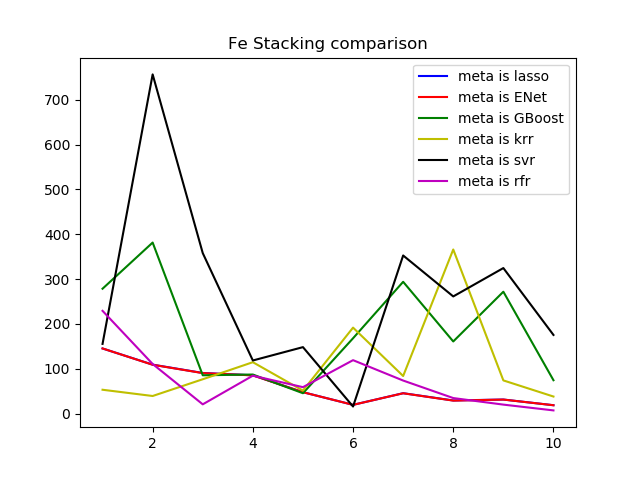 Fe Stacking comparison
meta is lasso
meta is ENet
meta is GBoost
meta is krr
meta is svr
meta is rfr
700
600
500
400
300
200
100
0
2 4 6 8 10